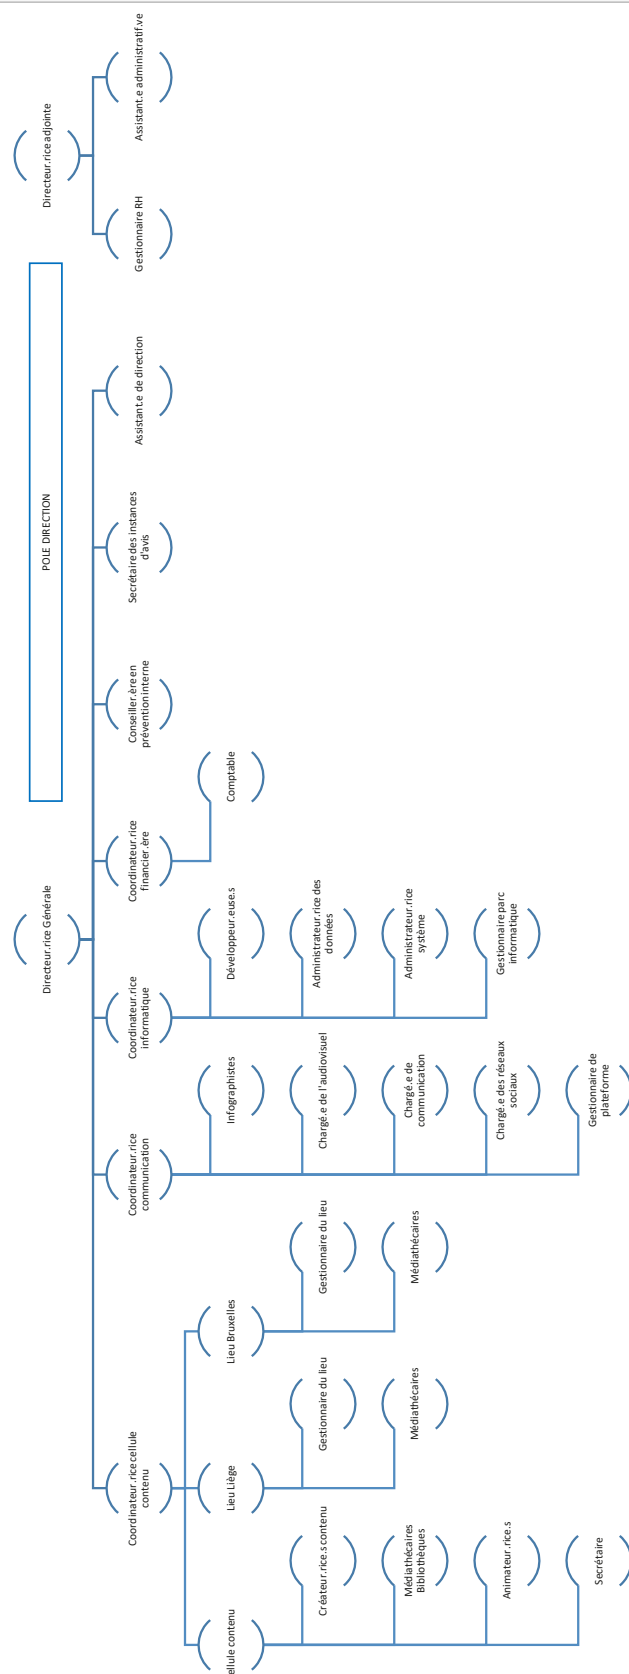 POLE DIRECTION
Directeur.rice Générale
Directeur.rice adjointe
Coordinateur.rice cellule
contenu
Coordinateur.rice
communication
Coordinateur.rice
informatique
Coordinateur.rice
financier.ère
Conseiller.ère en
prévention interne
Secrétaire des instances
d'avis
Assistant.e de direction
Gestionnaire RH
Assistant.e administratif.ve
ellule contenu
Lieu Liège
Lieu Bruxelles
Infographistes
Développeur.euse.s
Comptable
Créateur.rice.s contenu
Gestionnaire du lieu
Gestionnaire du lieu
Chargé.e de l'audiovisuel
Administrateur.rice des
données
Médiathécaires
Bibliothèques
Médiathécaires
Médiathécaires
Chargé.e de
communication
Administrateur.rice
système
Animateur.rice.s
Chargé.e des réseaux
sociaux
Gestionnaire parc
informatique
Secrétaire
Gestionnaire de
plateforme